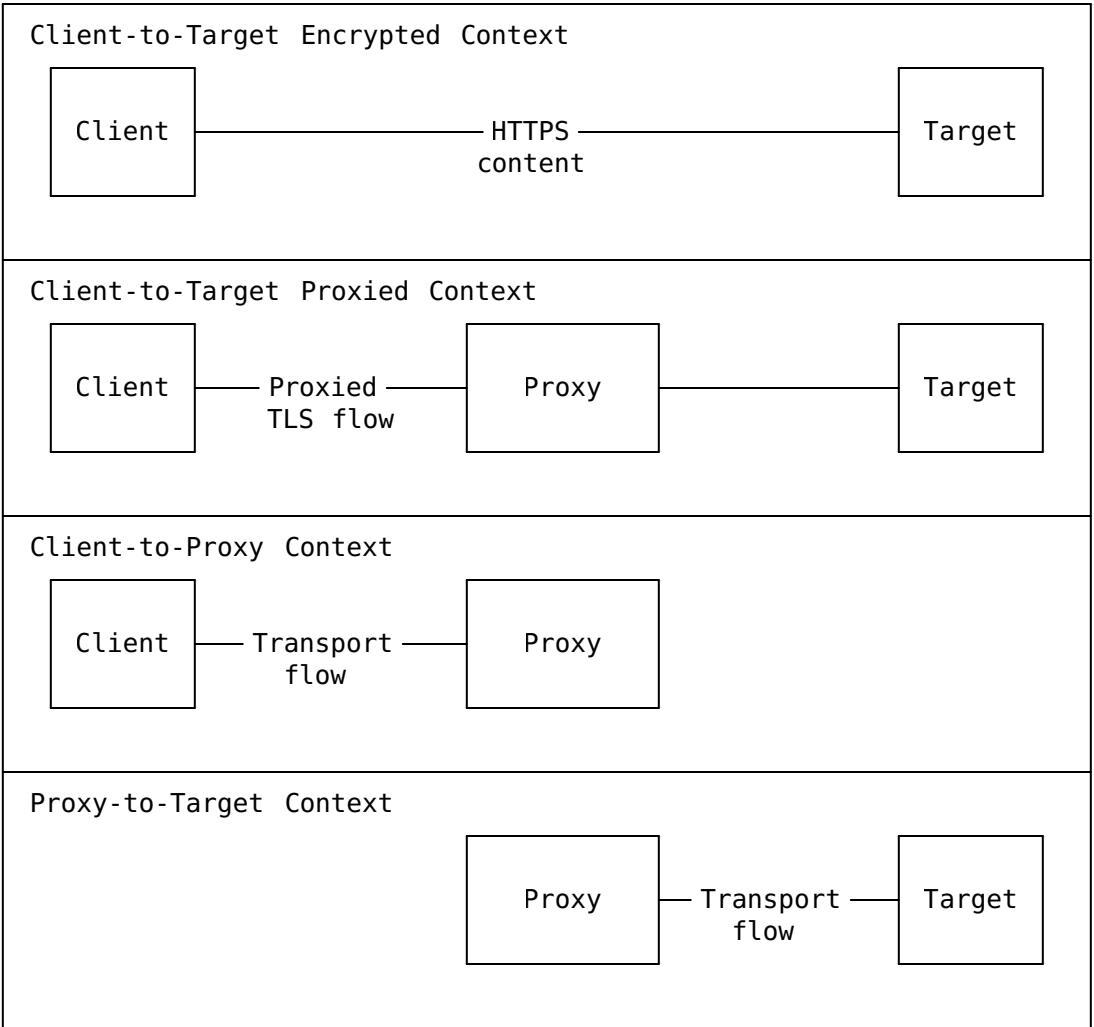 Client-to-Target Encrypted Context
Client HTTPS Target
content
Client-to-Target Proxied Context
Client Proxied Proxy Target
TLS flow
Client-to-Proxy Context
Client Transport Proxy
flow
Proxy-to-Target Context
Proxy Transport Target
flow